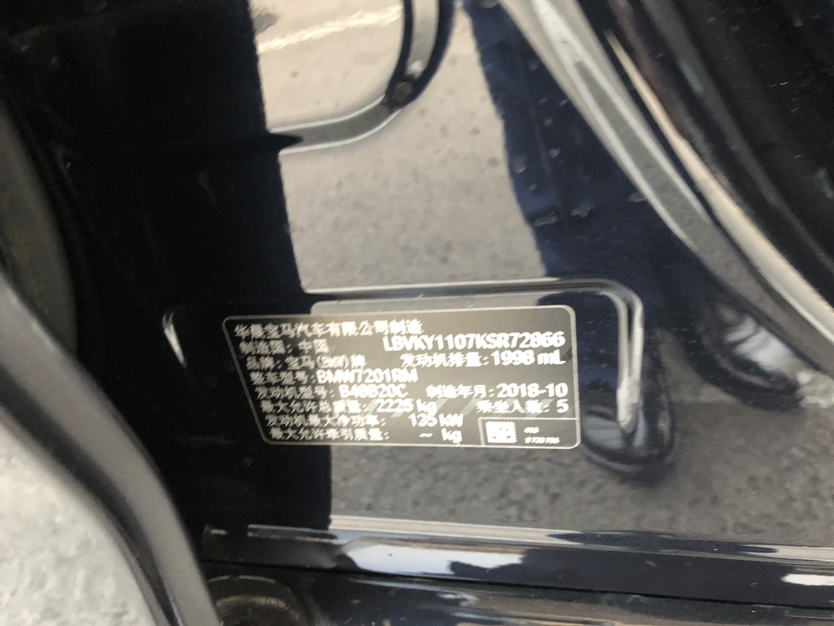 华晨宝马汽车有限公司制造
制造国：中国 LBVKY1107KSR72866
品牌：宝马(BMW)牌 发动机排量：1998 mL
整车型号：BMW7201RM
发动机型号：B48B20C 制造年月：2018-10
最大允许总质量：2225 kg 乘坐人数：5
发动机最大净功率：135 kW
最大允许牵引质量： -- kg